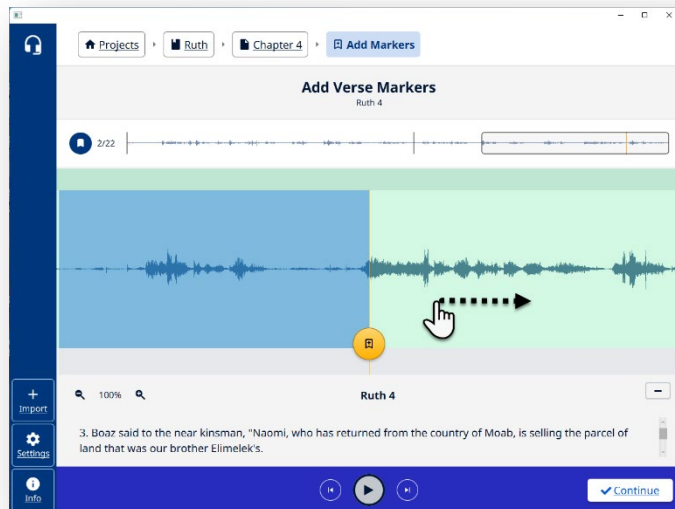 Projects
Ruth
Chapter 4
Add Markers
Add Verse Markers
Ruth 4
2/22
Import
Settings
Info
100%
Ruth 4
3. Boaz said to the near kinsman, "Naomi, who has returned from the country of Moab, is selling the parcel of
land that was our brother Elimelek's.
Continue